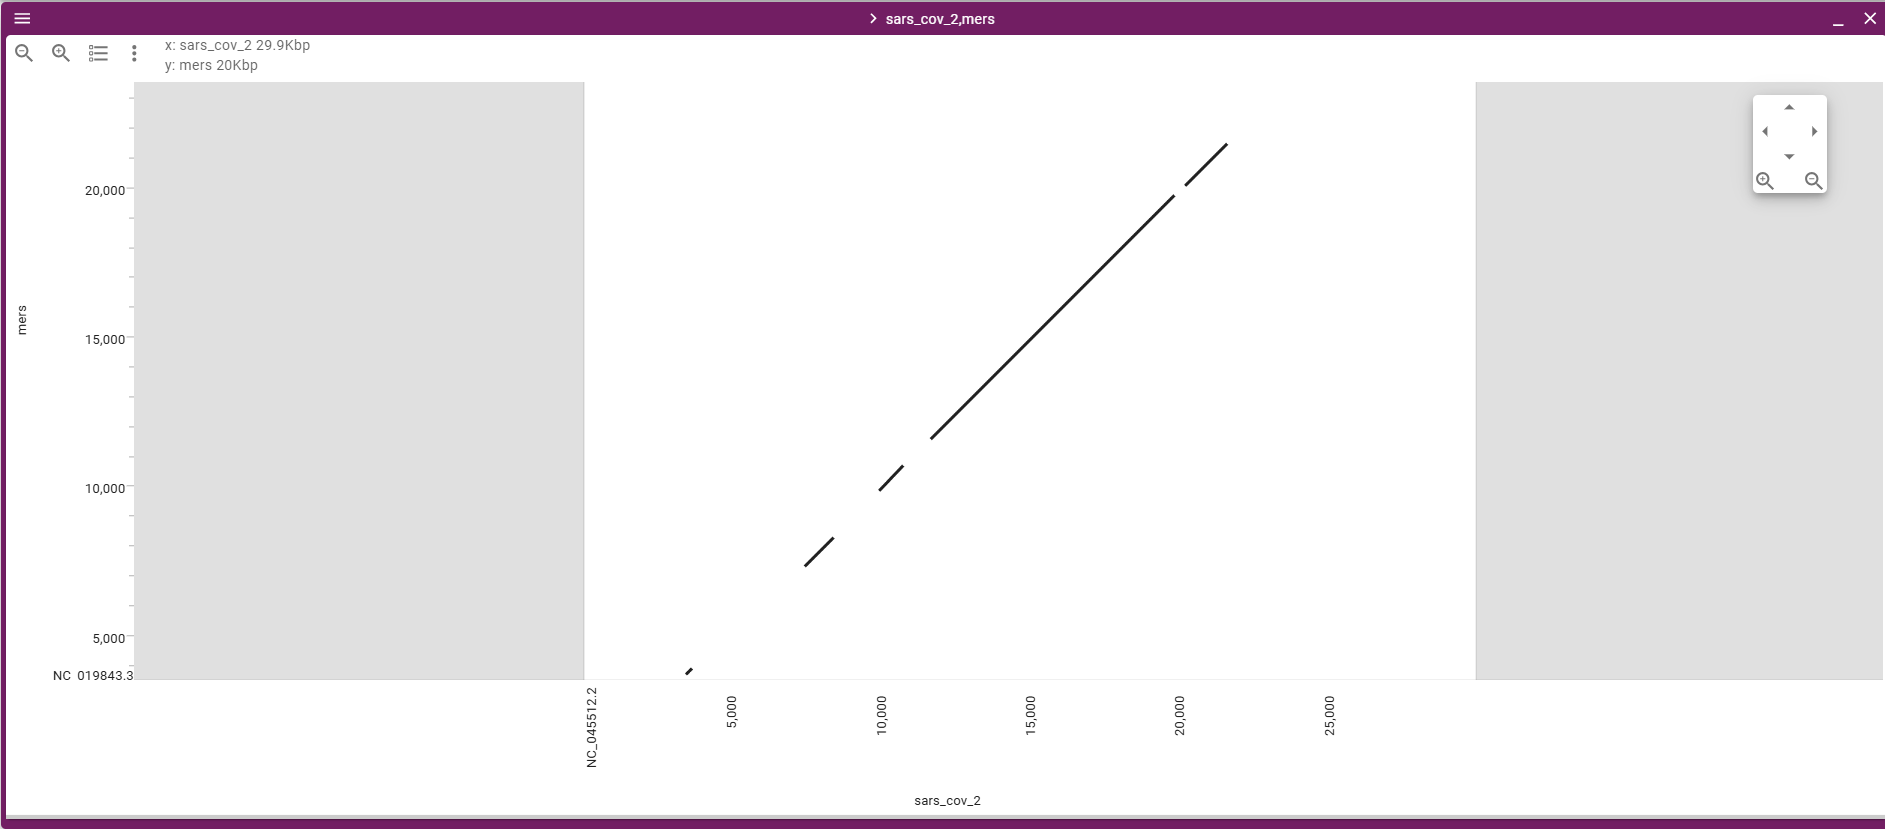 sars_cov_2,mers
x: sars_cov_2 29.9Kbp
y: mers 20Kbp
mers
20,000
15,000
10,000
5,000
NC_019843.3
NC_045512.2
5,000
10,000
15,000
20,000
25,000
sars_cov_2